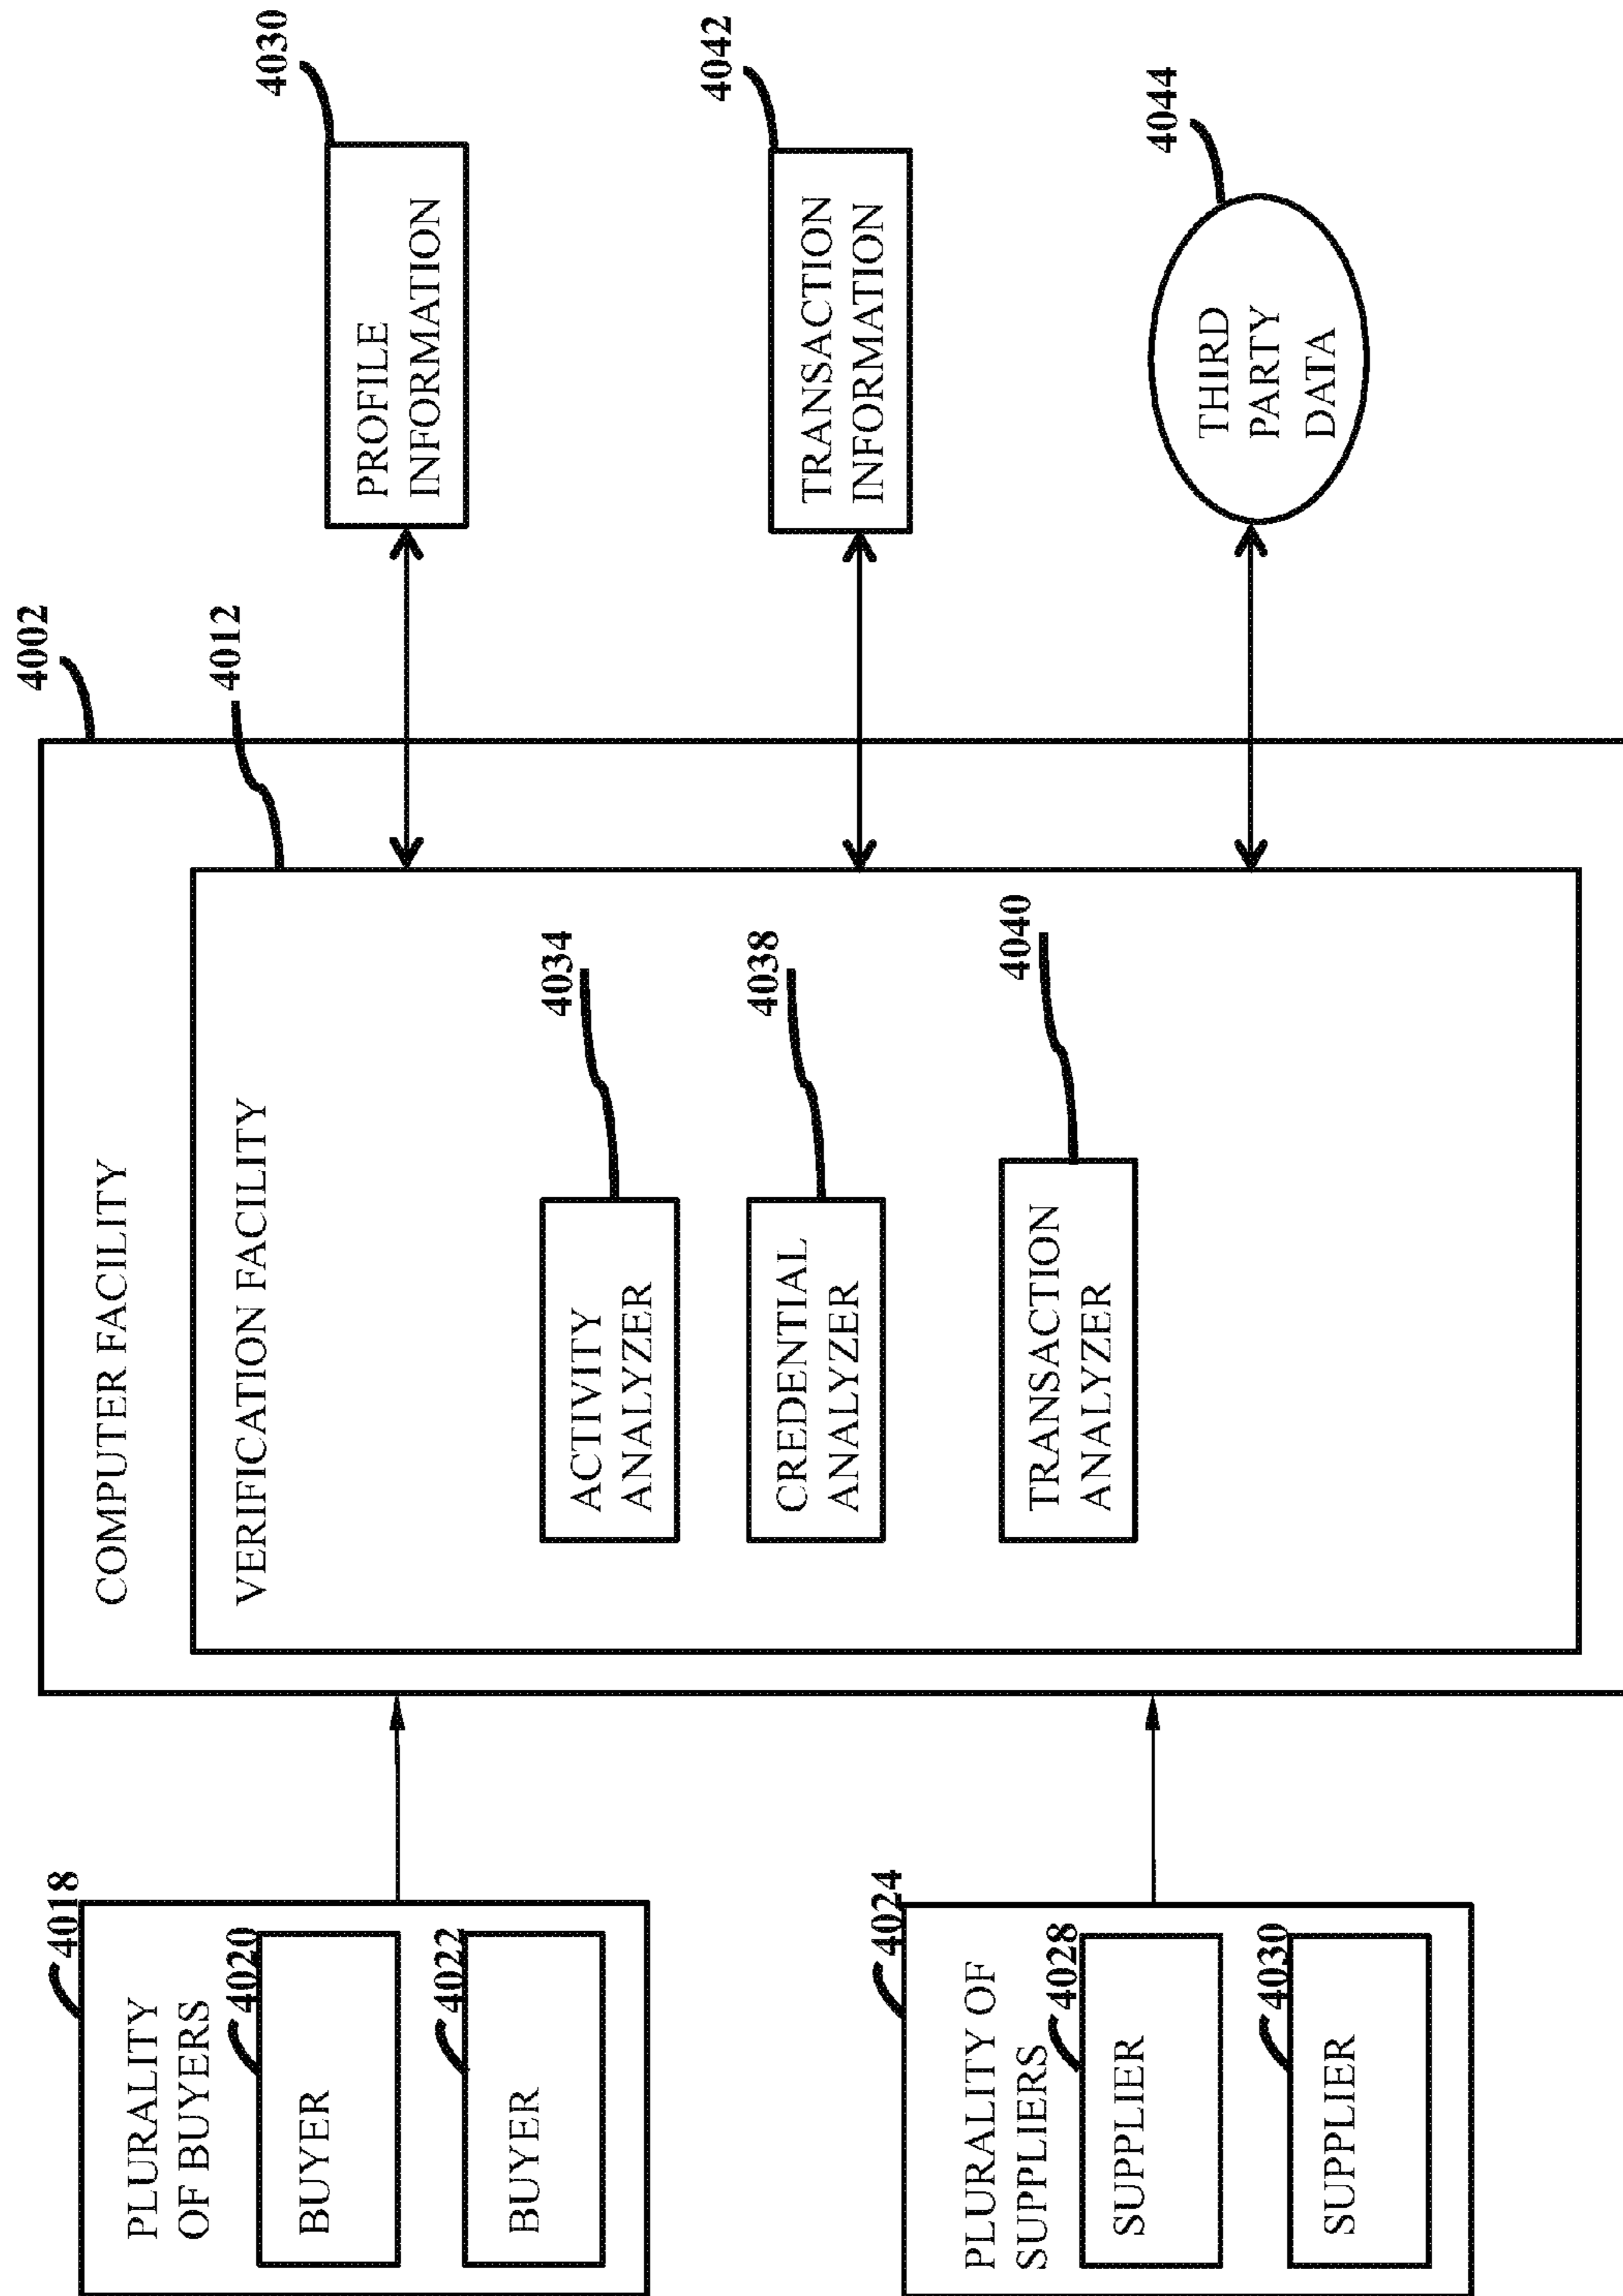 4018
PLURALITY
OF BUYERS
4020
BUYER
4022
BUYER
4024
PLURALITY OF
SUPPLIERS
4028
SUPPLIER
4030
SUPPLIER
4002
COMPUTER FACILITY
4012
VERIFICATION FACILITY
4034
ACTIVITY
ANALYZER
4038
CREDENTIAL
ANALYZER
4040
TRANSACTION
ANALYZER
4030
PROFILE
INFORMATION
4042
TRANSACTION
INFORMATION
4044
THIRD
PARTY
DATA